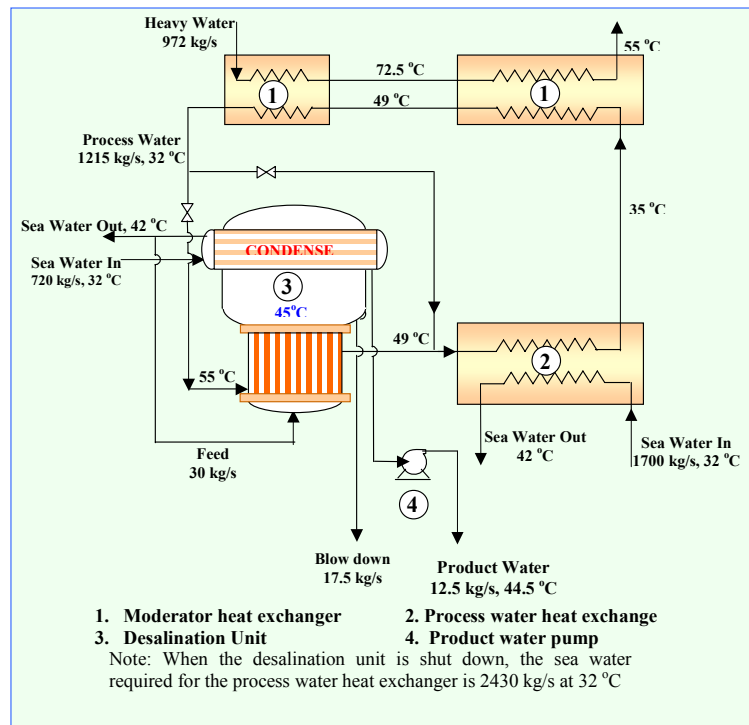 Heavy Water
972 kg/s
55 °C
72.5 °C
1
1
49 °C
Process Water
1215 kg/s, 32 °C
35 °C
Sea Water Out, 42 °C
CONDENSE
Sea Water In
720 kg/s, 32 °C
3
45°C
49 °C
2
55 °C
Sea Water Out
42 °C
Sea Water In
1700 kg/s, 32 °C
Feed
30 kg/s
4
Blow down
17.5 kg/s
Product Water
12.5 kg/s, 44.5 °C
1. Moderator heat exchanger 2. Process water heat exchange
3. Desalination Unit 4. Product water pump
Note: When the desalination unit is shut down, the sea water
required for the process water heat exchanger is 2430 kg/s at 32 °C